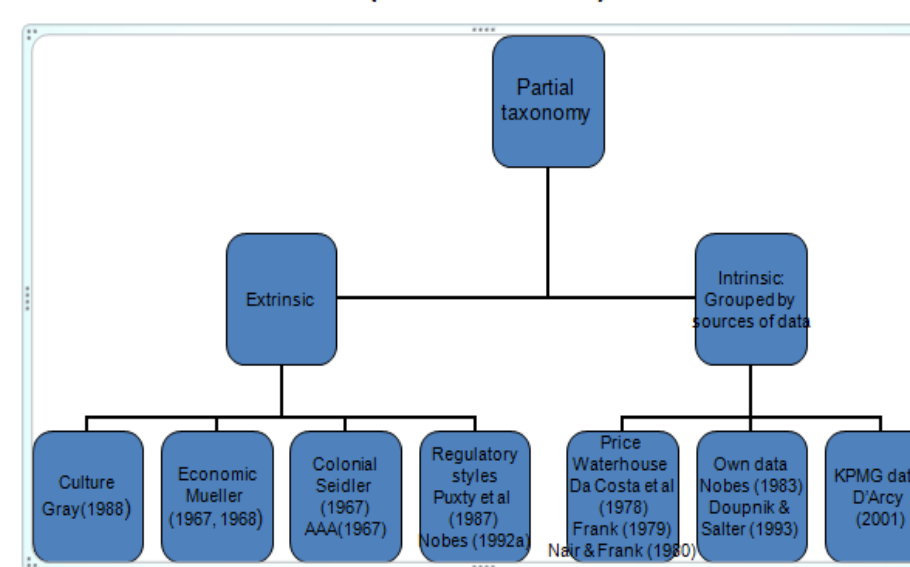 Partial
taxonomy
Extrinsic
Intrinsic:
Grouped by
sources of data
Culture
Gray(1988)
Economic
Mueller
(1967, 1968)
Colonial
Seidler
(1967)
AAA(1967)
Regulatory
styles
Puxty et al
(1987)
Nobes (1992a)
Price
Waterhouse
Da Costa et al
(1978)
Frank (1979)
Nair & Frank (1980)
Own data
Nobes (1983)
Doupnik &
Salter (1993)
KPMG dat
D'Arcy
(2001)